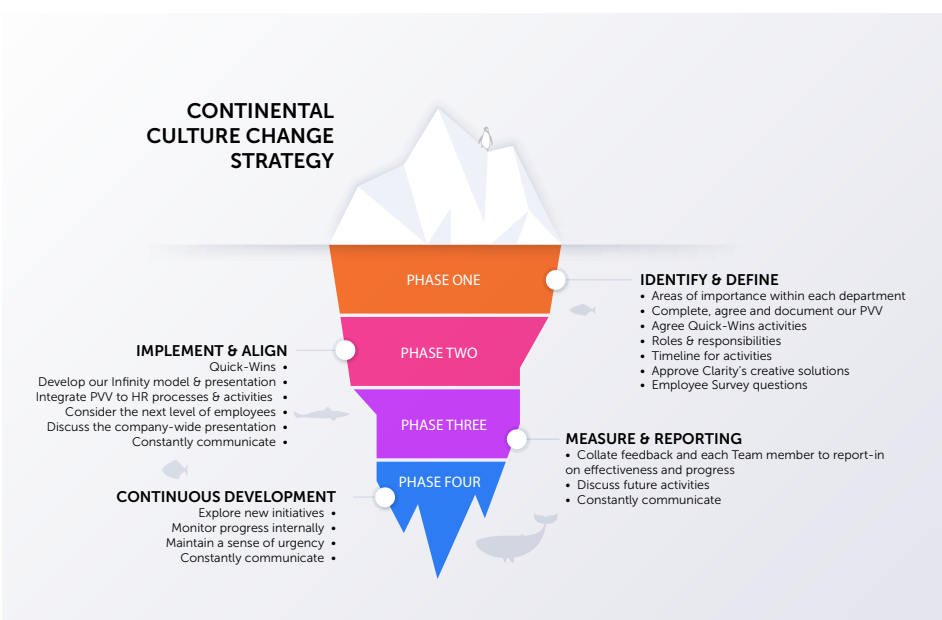 CONTINENTAL
CULTURE CHANGE
STRATEGY
PHASE ONE
IDENTIFY & DEFINE
• Areas of importance within each department
• Complete, agree and document our PVV
• Agree Quick-Wins activities
• Roles & responsibilities
• Timeline for activities
• Approve Clarity's creative solutions
• Employee Survey questions
PHASE TWO
IMPLEMENT & ALIGN
Quick-Wins •
Develop our Infinity model & presentation •
Integrate PVV to HR processes & activities •
Consider the next level of employees •
Discuss the company-wide presentation •
Constantly communicate •
PHASE THREE
MEASURE & REPORTING
• Collate feedback and each Team member to report-in
on effectiveness and progress
• Discuss future activities
• Constantly communicate
PHASE FOUR
CONTINUOUS DEVELOPMENT
Explore new initiatives •
Monitor progress internally •
Maintain a sense of urgency •
Constantly communicate •